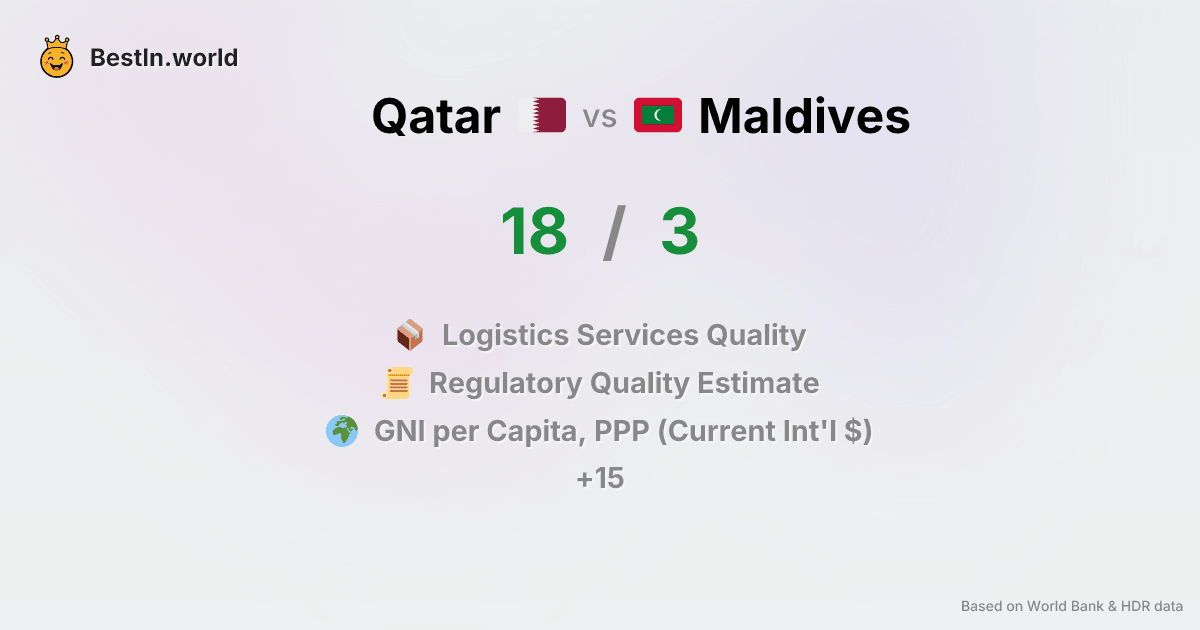 BestIn.world
Qatar vs Maldives
18 / 3
Logistics Services Quality
Regulatory Quality Estimate
GNI per Capita, PPP (Current Int'l $)
+15
Based on World Bank & HDR data